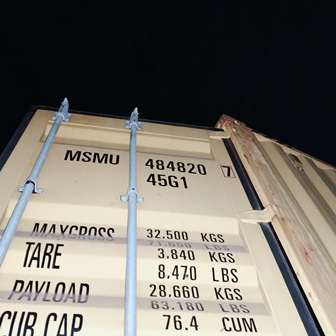 MSMU 484820 7
45G1
MAXGROSS 32.500 KGS
71.650 LBS
TARE 3.840 KGS
8,470 LBS
PAYLOAD 28.660 KGS
63.180 LBS
CUB CAP 76.4 CUM